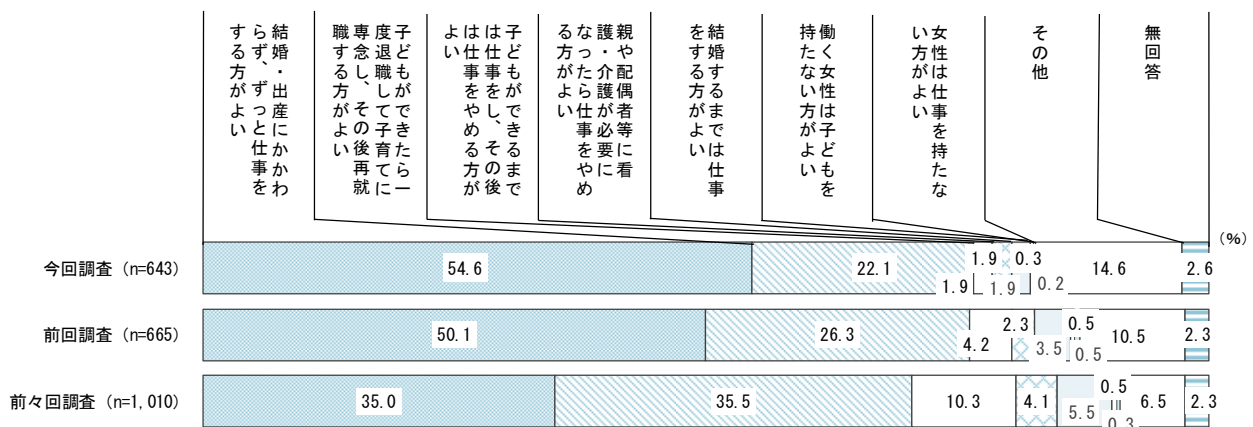 結婚・出産にかかわ
らず、ずっと仕事を
する方がよい
子どもができたら一
度退職して子育てに
専念し、その後再就
職する方がよい
子どもができるまで
は仕事をし、その後
は仕事をやめる方が
よい
親や配偶者等に看
護・介護が必要に
なったら仕事をやめ
る方がよい
結婚するまでは仕事
をする方がよい
働く女性は子どもを
持たない方がよい
女性は仕事を持たな
い方がよい
その他
無回答
(%)
今回調査 (n=643)
54.6
22.1
1.9
1.9
1.9
0.3
0.2
14.6
2.6
前回調査 (n=665)
50.1
26.3
4.2
2.3
3.5
0.5
0.5
10.5
2.3
前々回調査 (n=1,010)
35.0
35.5
10.3
4.1
5.5
0.5
0.3
6.5
2.3